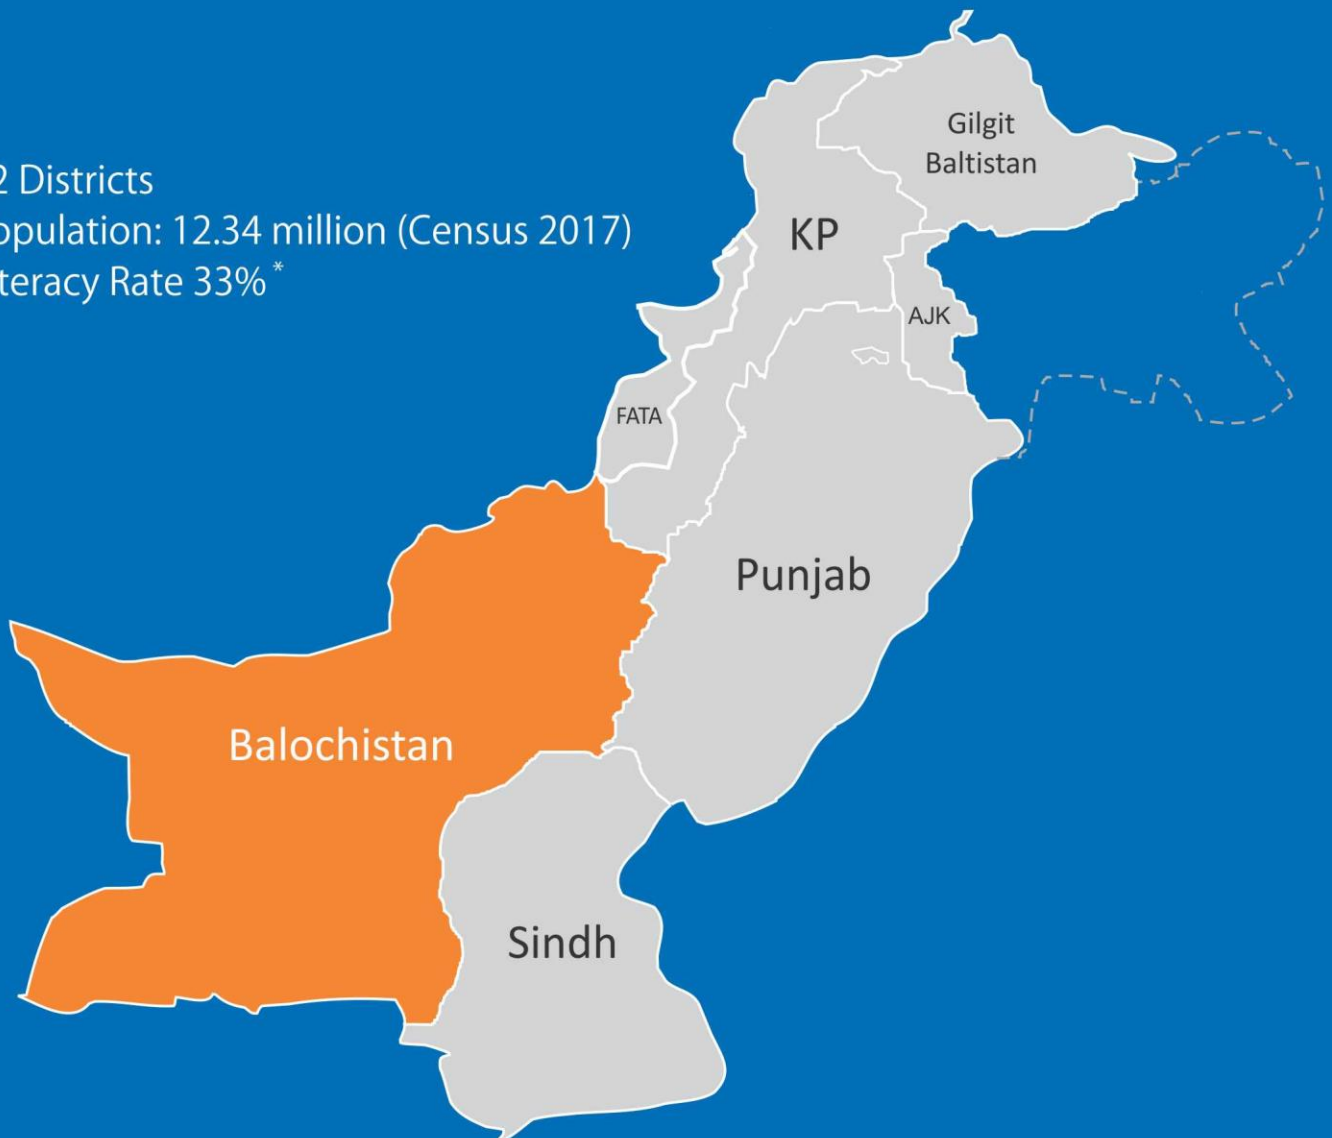 2 Districts
opulation: 12.34 million (Census 2017)
teracy Rate 33% *
Gilgit
Baltistan
KP
AJK
FATA
Punjab
Balochistan
Sindh